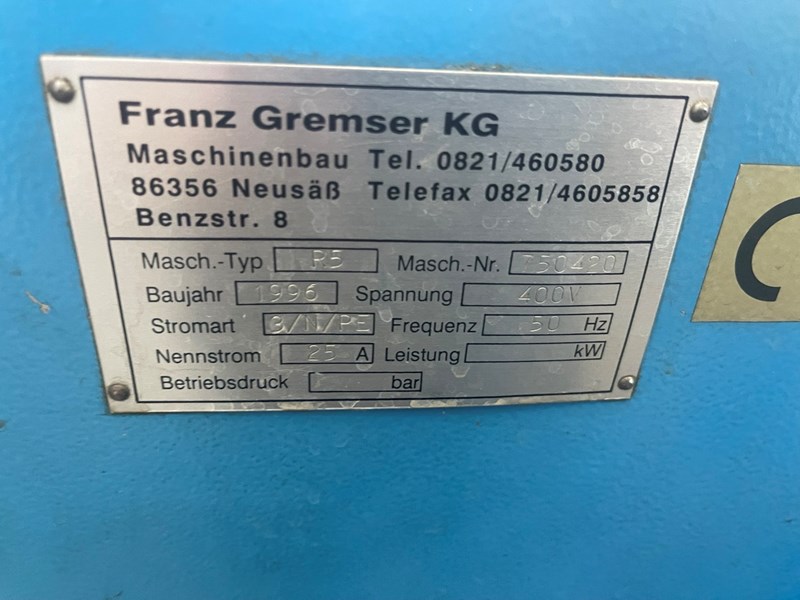 Franz Gremser KG
Maschinenbau Tel. 0821/460580
86356 Neusäß Telefax 0821/4605858
Benzstr. 8
Masch.-Typ P5 Masch.-Nr.
Baujahr 1996 Spannung 400V
Stromart 3/N/PE Frequenz 50 Hz
Nennstrom 25 A Leistung kW
Betriebsdruck bar